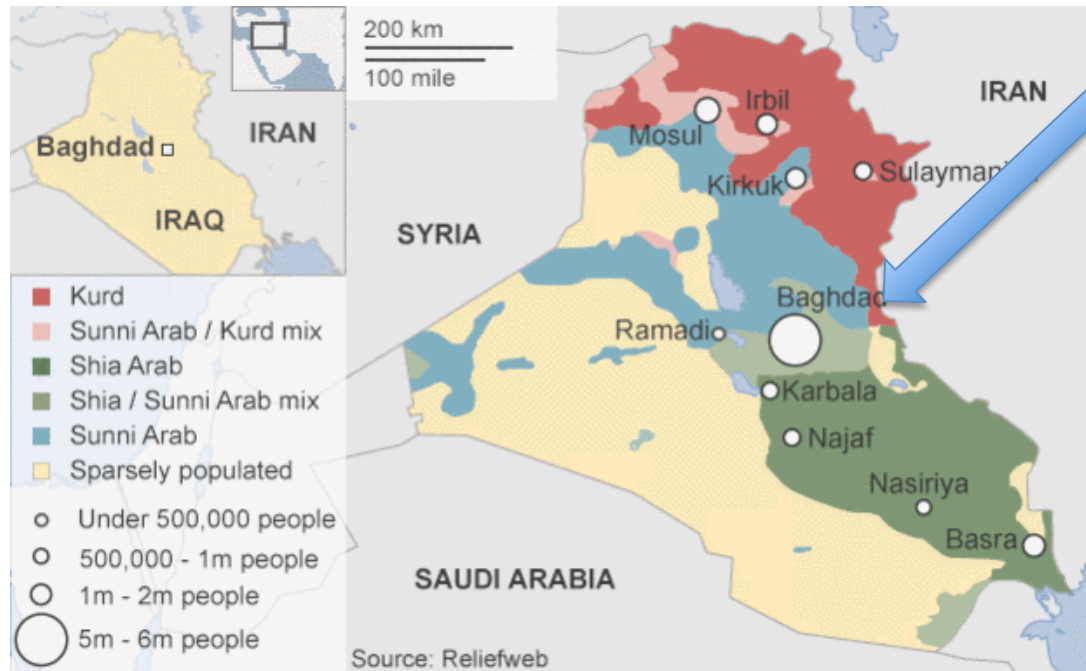 200 km
100 mile
IRAN
Baghdad
IRAQ
Kurd
Sunni Arab / Kurd mix
Shia Arab
Shia / Sunni Arab mix
Sunni Arab
Sparsely populated
Under 500,000 people
500,000 - 1m people
1m - 2m people
5m - 6m people
IRAN
Irbil
Mosul
Kirkuk
SYRIA
Baghdad
Ramadi
Karbala
Najaf
Nasiriya
Basra
SAUDI ARABIA
Source: Reliefweb